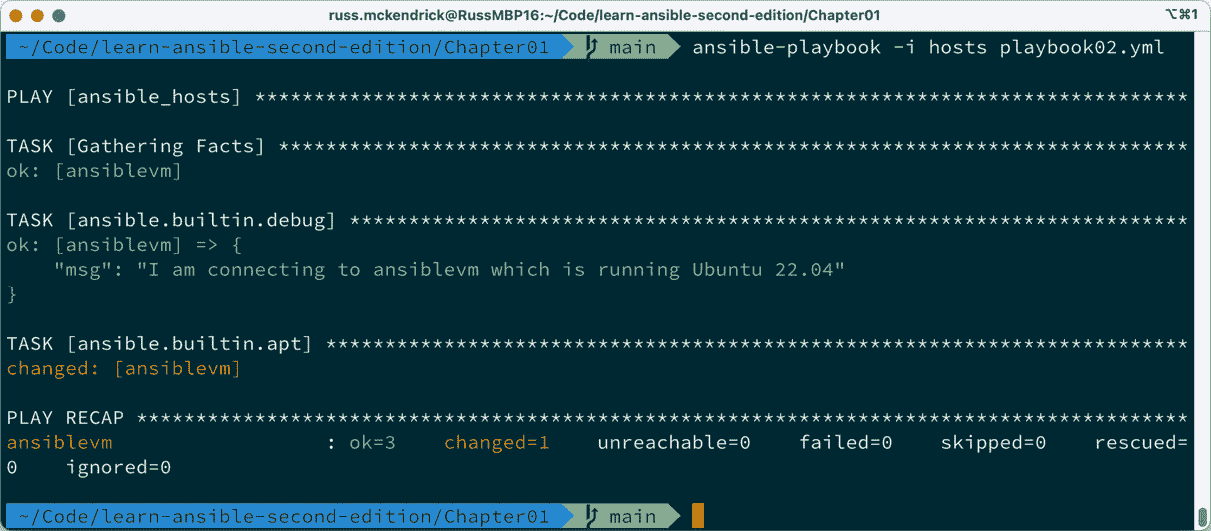 russ.mckendrick@RussMBP16:~/Code/learn-ansible-second-edition/Chapter01 ⌥⌘1
~/Code/learn-ansible-second-edition/Chapter01 main ansible-playbook -i hosts playbook02.yml
PLAY [ansible_hosts] *******************************************************************************
TASK [Gathering Facts] *****************************************************************************
ok: [ansiblevm]
TASK [ansible.builtin.debug] ***********************************************************************
ok: [ansiblevm] => {
    "msg": "I am connecting to ansiblevm which is running Ubuntu 22.04"
}
TASK [ansible.builtin.apt] *************************************************************************
changed: [ansiblevm]
PLAY RECAP *****************************************************************************************
ansiblevm                  : ok=3    changed=1    unreachable=0    failed=0    skipped=0    rescued=
0    ignored=0
~/Code/learn-ansible-second-edition/Chapter01 main